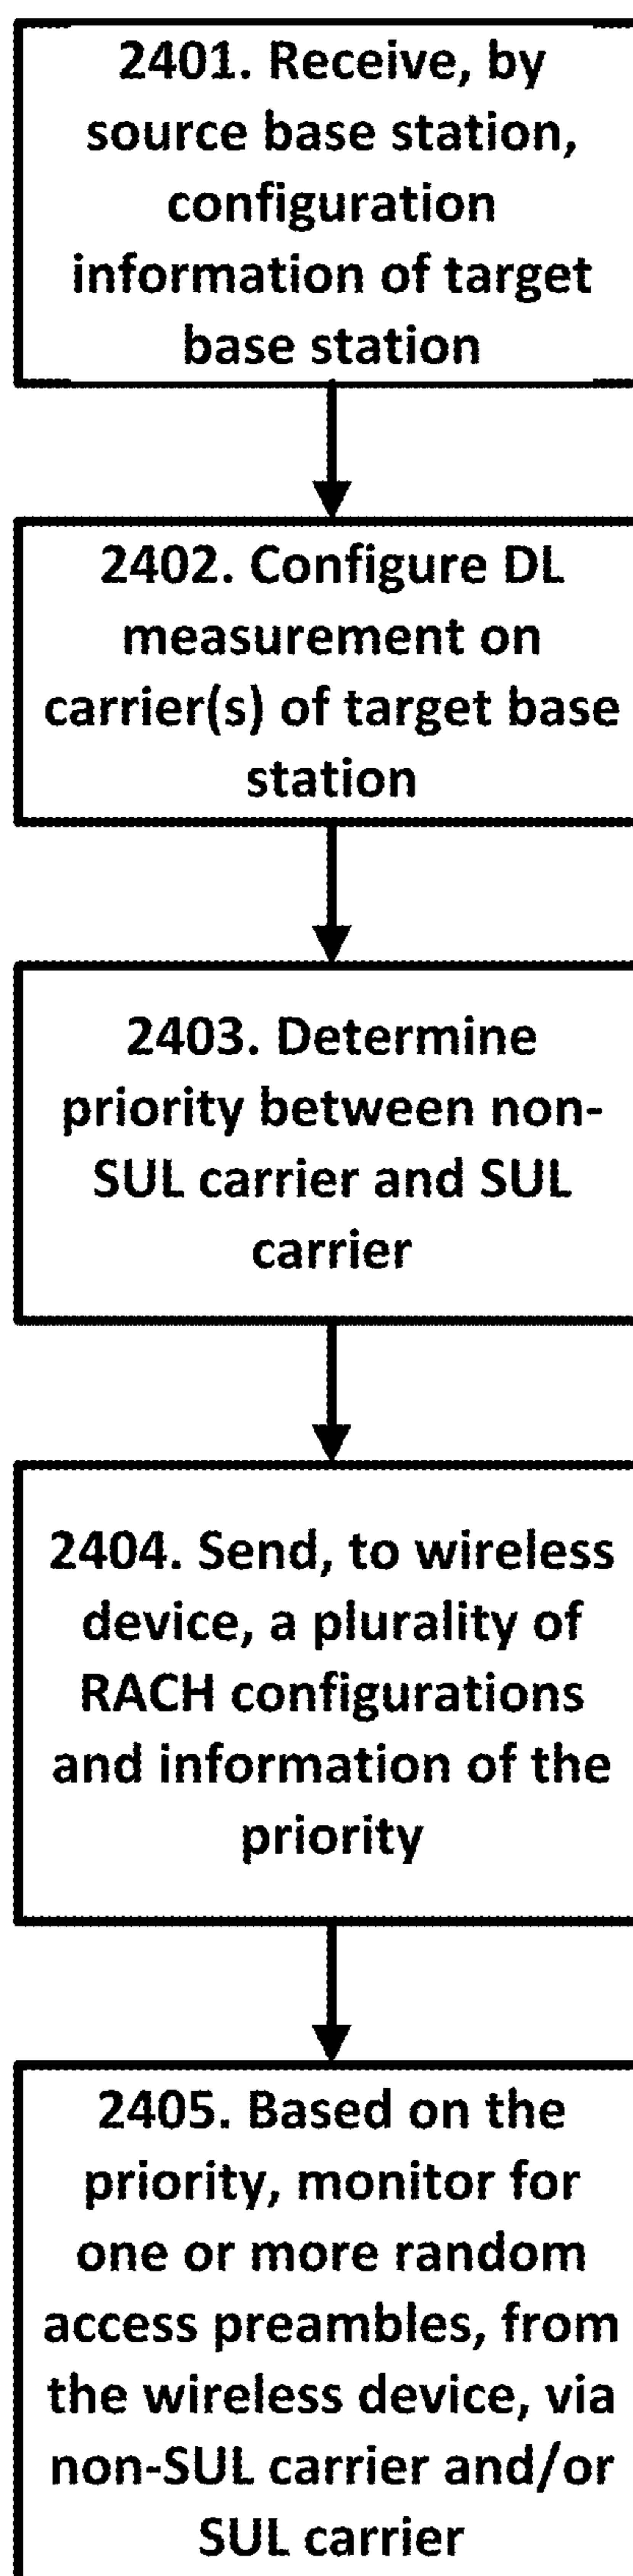 2401. Receive, by
source base station,
configuration
information of target
base station
2402. Configure DL
measurement on
carrier(s) of target base
station
2403. Determine
priority between non-
SUL carrier and SUL
carrier
2404. Send, to wireless
device, a plurality of
RACH configurations
and information of the
priority
2405. Based on the
priority, monitor for
one or more random
access preambles, from
the wireless device, via
non-SUL carrier and/or
SUL carrier